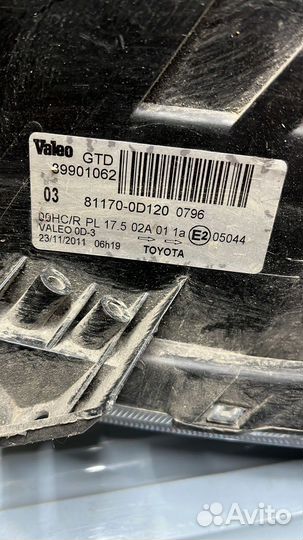 Valeo GTD
89901062
03 81170-0D120 0796
00HC/R PL 17.5 02A 01 1a E2 05044
VALEO 0D-3
23/11/2011 06h19 TOYOTA
Avito